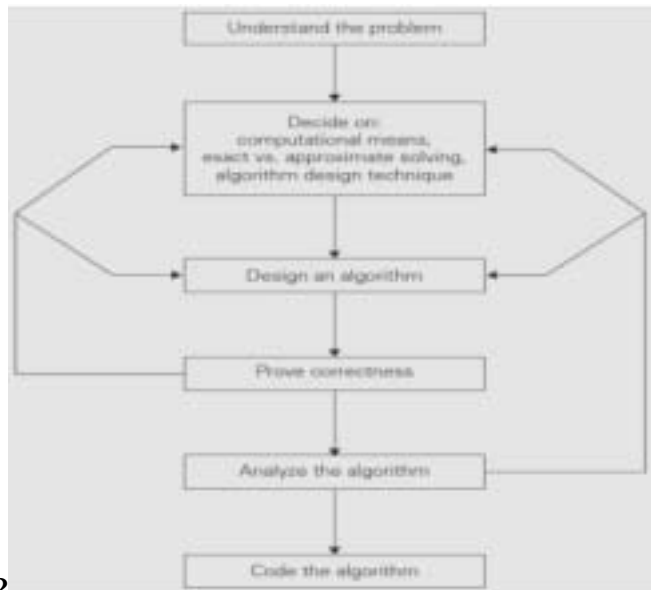 Understand the problem
Decide on:
computational means,
exact vs. approximate solving,
algorithm design technique
Design an algorithm
Prove correctness
Analyze the algorithm
Code the algorithm